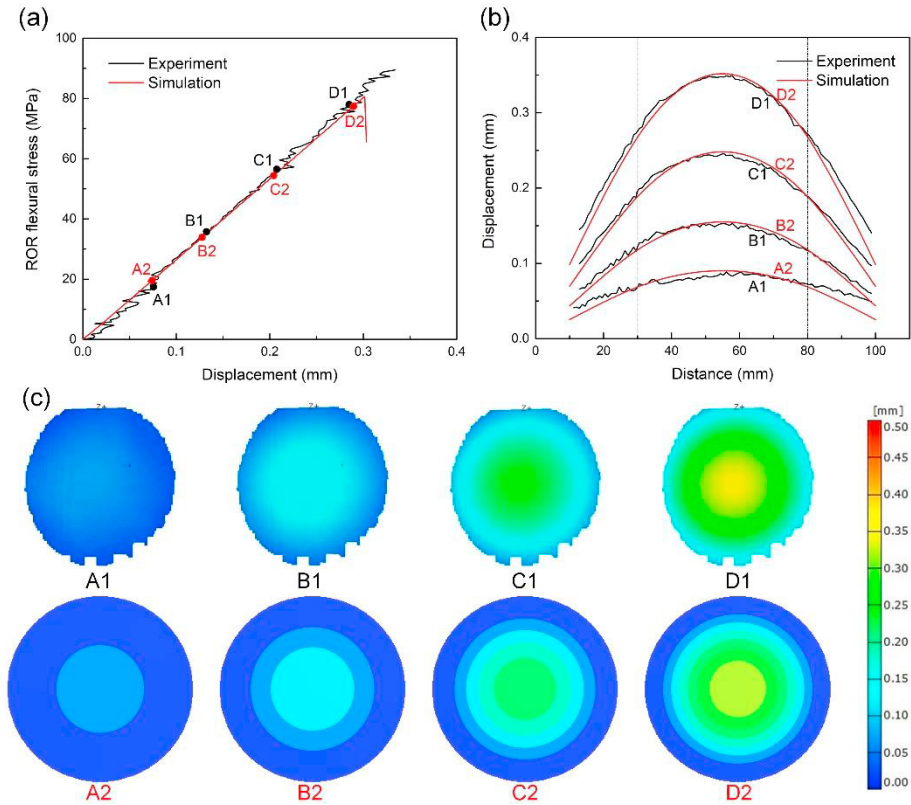 (a)
100
80
60
40
20
0
ROR flexural stress (MPa)
Experiment
Simulation
D1
D2
C1
C2
B1
B2
A2
A1
0.0 0.1 0.2 0.3 0.4
Displacement (mm)
(b)
0.4
0.3
0.2
0.1
0.0
Displacement (mm)
Experiment
Simulation
D2
D1
C2
C1
B2
B1
A2
A1
0 20 40 60 80 100
Distance (mm)
(c)
Z+ Z+ Z+ Z+
A1 B1 C1 D1
A2 B2 C2 D2
[mm]
0.50
0.45
0.40
0.35
0.30
0.25
0.20
0.15
0.10
0.05
0.00